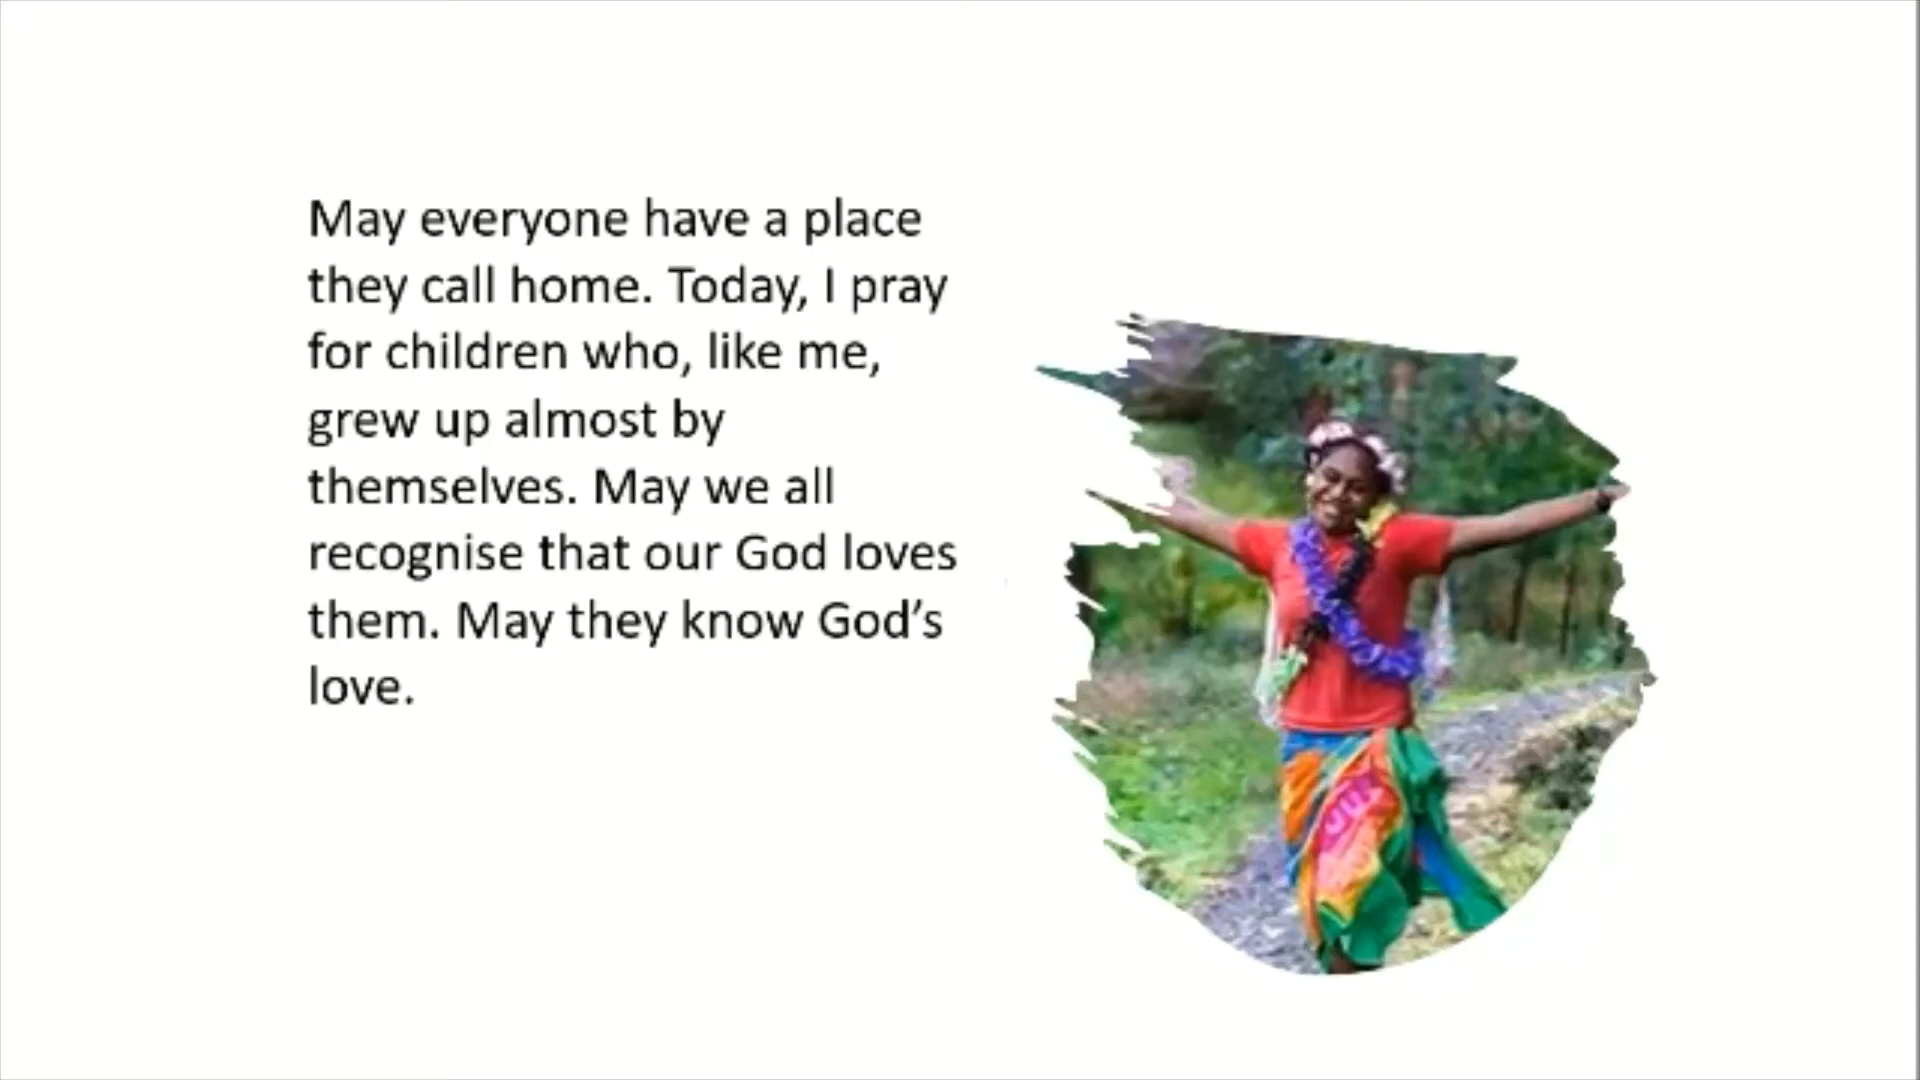 May everyone have a place
they call home. Today, I pray
for children who, like me,
grew up almost by
themselves. May we all
recognise that our God loves
them. May they know God’s
love.